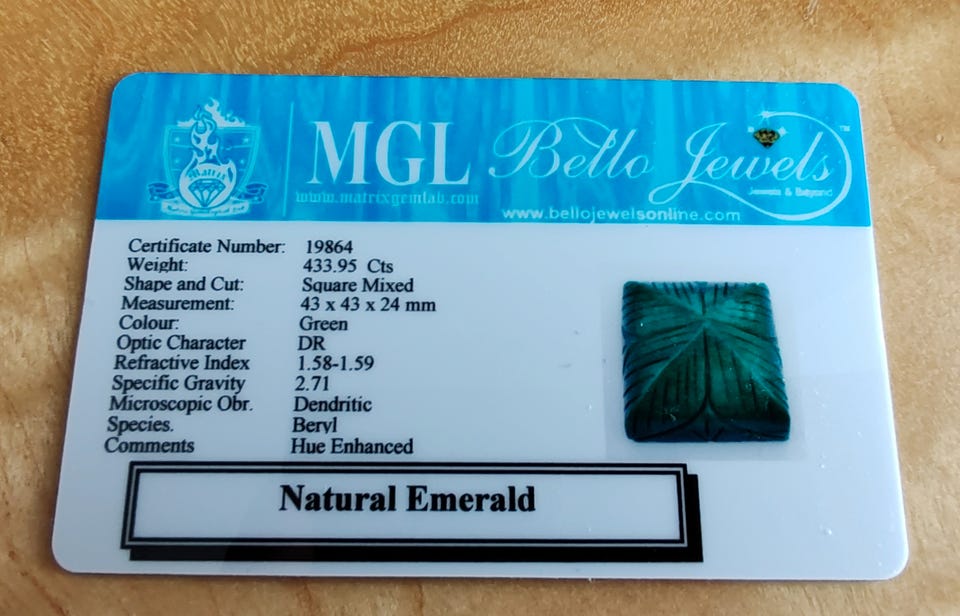 MATRIX
MGL
www.matrixgemlab.com
Bello Jewels™
Jewels & Beyond
www.bellojewelsonline.com
Certificate Number: 19864
Weight: 433.95 Cts
Shape and Cut: Square Mixed
Measurement: 43 x 43 x 24 mm
Colour: Green
Optic Character DR
Refractive Index 1.58-1.59
Specific Gravity 2.71
Microscopic Obr. Dendritic
Species. Beryl
Comments Hue Enhanced
Natural Emerald